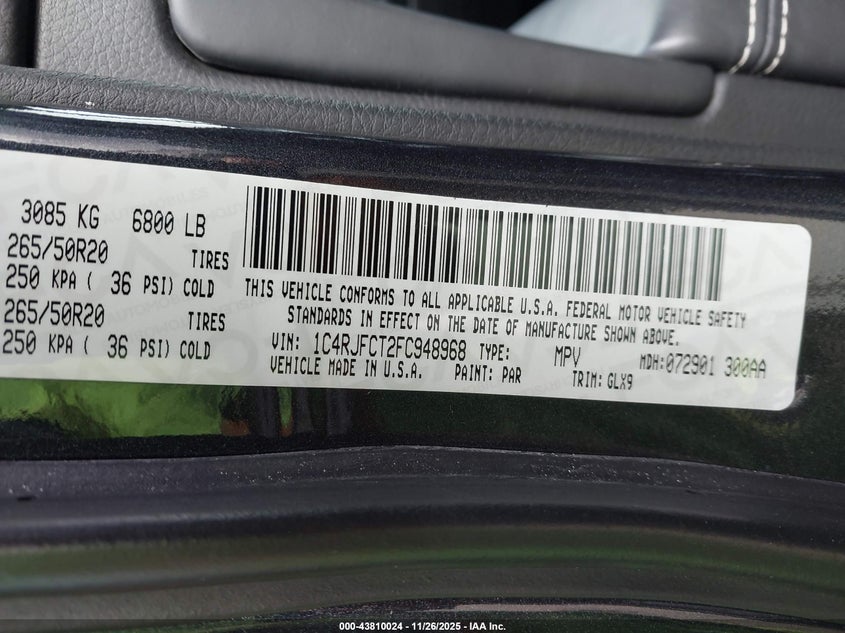 3085 KG 6800 LB
265/50R20 TIRES
250 KPA ( 36 PSI) COLD
265/50R20 TIRES
250 KPA ( 36 PSI) COLD
THIS VEHICLE CONFORMS TO ALL APPLICABLE U.S.A. FEDERAL MOTOR VEHICLE SAFETY
STANDARDS IN EFFECT ON THE DATE OF MANUFACTURE SHOWN ABOVE.
VIN: 1C4RJFCT2FC948968 TYPE: MPV MDH:072901 300AA
VEHICLE MADE IN U.S.A. PAINT: PAR TRIM: GLX9
000-43810024 - 11/26/2025 - IAA Inc.